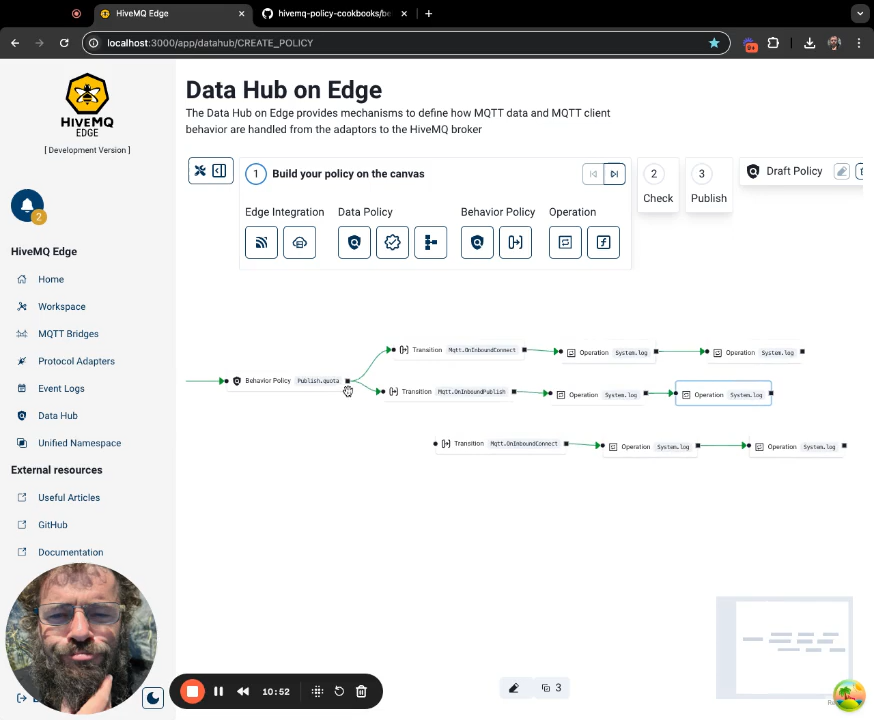 HiveMQ Edge
hivemq-policy-cookbooks/be
localhost:3000/app/datahub/CREATE_POLICY
9+
HIVEMQ
EDGE
[ Development Version ]
2
HiveMQ Edge
Home
Workspace
MQTT Bridges
Protocol Adapters
Event Logs
Data Hub
Unified Namespace
External resources
Useful Articles
GitHub
Documentation
Data Hub on Edge
The Data Hub on Edge provides mechanisms to define how MQTT data and MQTT client
behavior are handled from the adaptors to the HiveMQ broker
1 Build your policy on the canvas
Edge Integration Data Policy Behavior Policy Operation
2
Check
3
Publish
Draft Policy
Transition Mqtt.OnInboundConnect Operation System.log Operation System.log
Behavior Policy Publish.quota
Transition Mqtt.OnInboundPublish Operation System.log Operation System.log
Transition Mqtt.OnInboundConnect Operation System.log Operation System.log
10:52
3